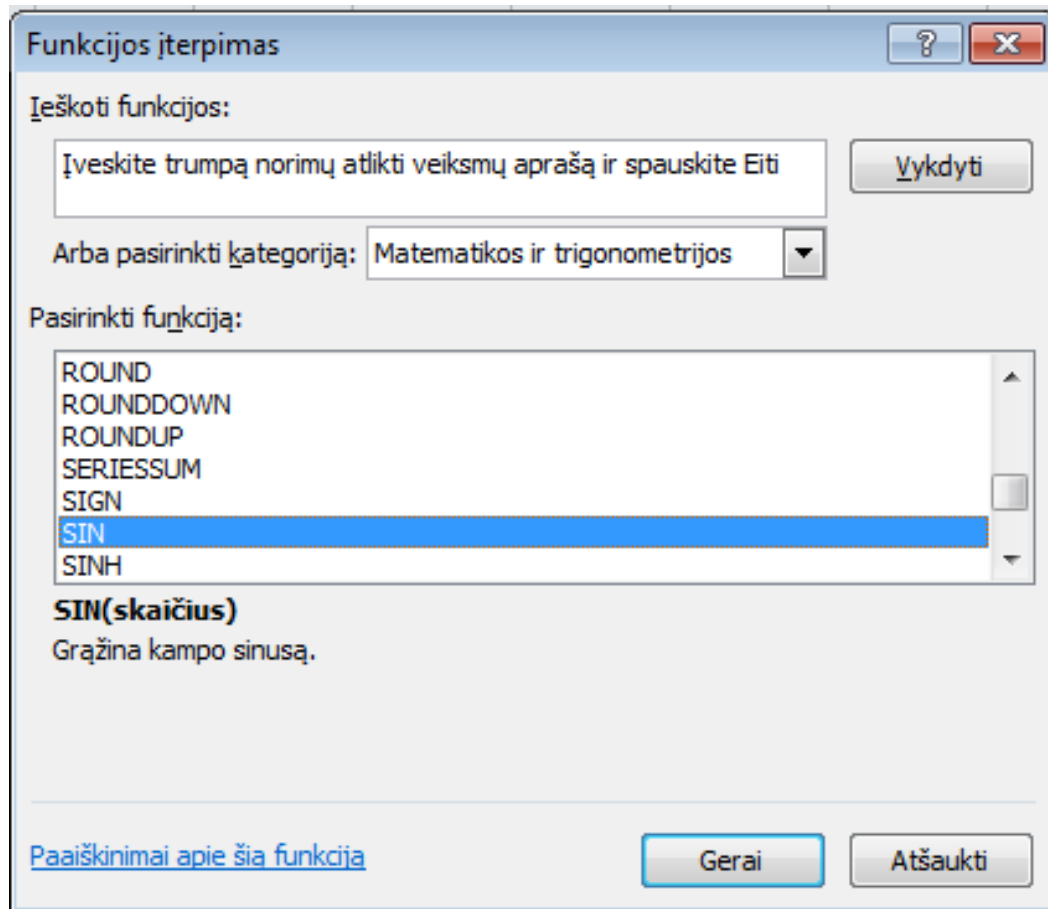 Funkcijos įterpimas
Ieškoti funkcijos:
Įveskite trumpą norimų atlikti veiksmų aprašą ir spauskite Eiti
Vykdyti
Arba pasirinkti kategoriją: Matematikos ir trigonometrijos
Pasirinkti funkciją:
ROUND
ROUNDDOWN
ROUNDUP
SERIESSUM
SIGN
SIN
SINH
SIN(skaičius)
Grąžina kampo sinusą.
Paaiškinimai apie šią funkciją
Gerai
Atšaukti